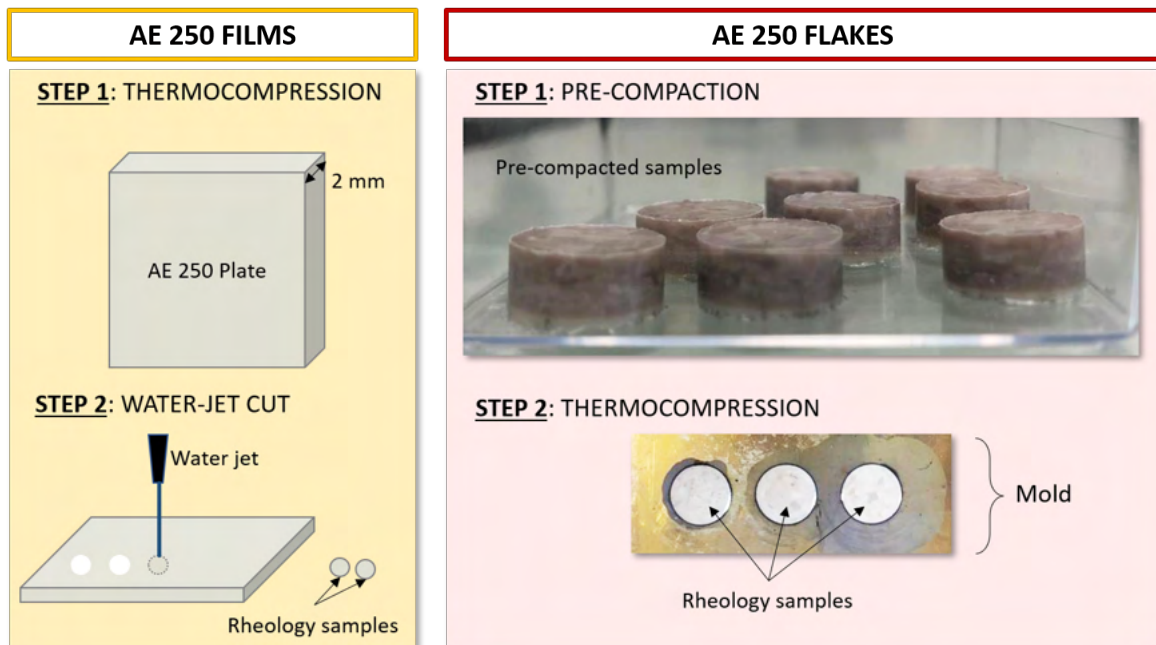 AE 250 FILMS
STEP 1: THERMOCOMPRESSION
2 mm
AE 250 Plate
STEP 2: WATER-JET CUT
Water jet
Rheology samples
AE 250 FLAKES
STEP 1: PRE-COMPACTION
Pre-compacted samples
STEP 2: THERMOCOMPRESSION
Mold
Rheology samples